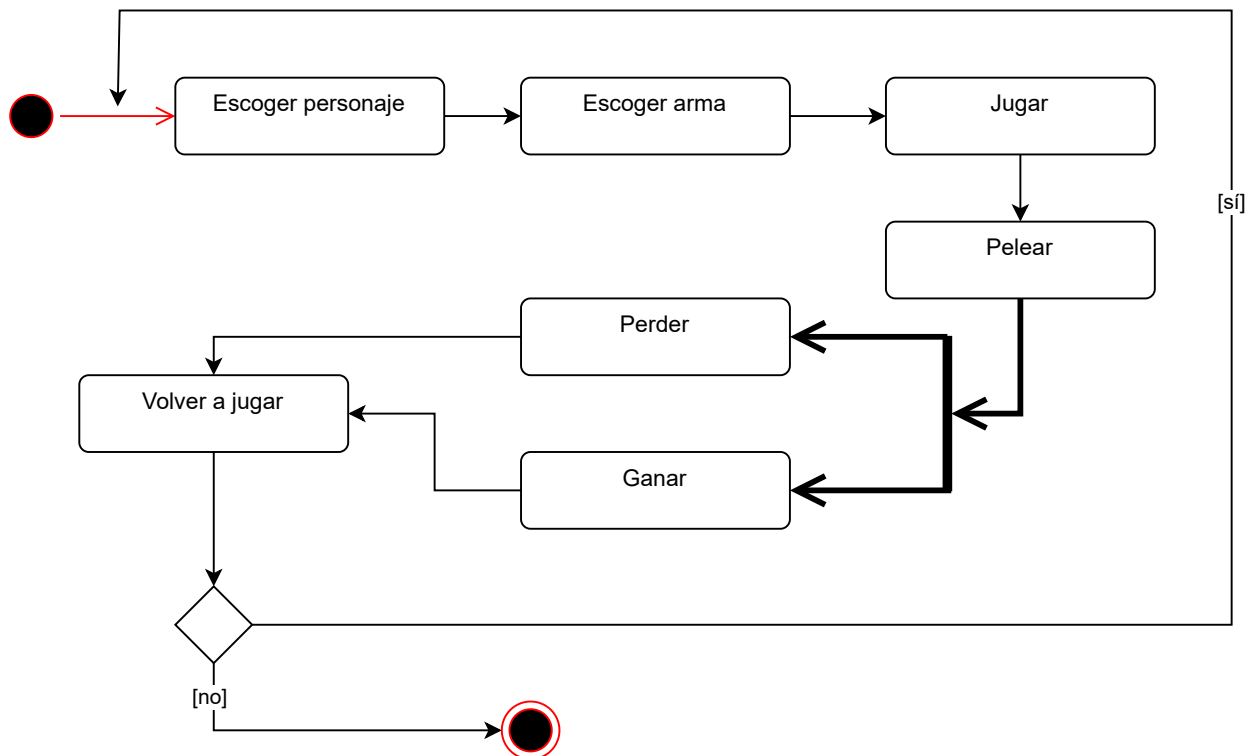 Escoger personaje
Escoger arma
Jugar
[sí]
Pelear
Perder
Volver a jugar
Ganar
[no]